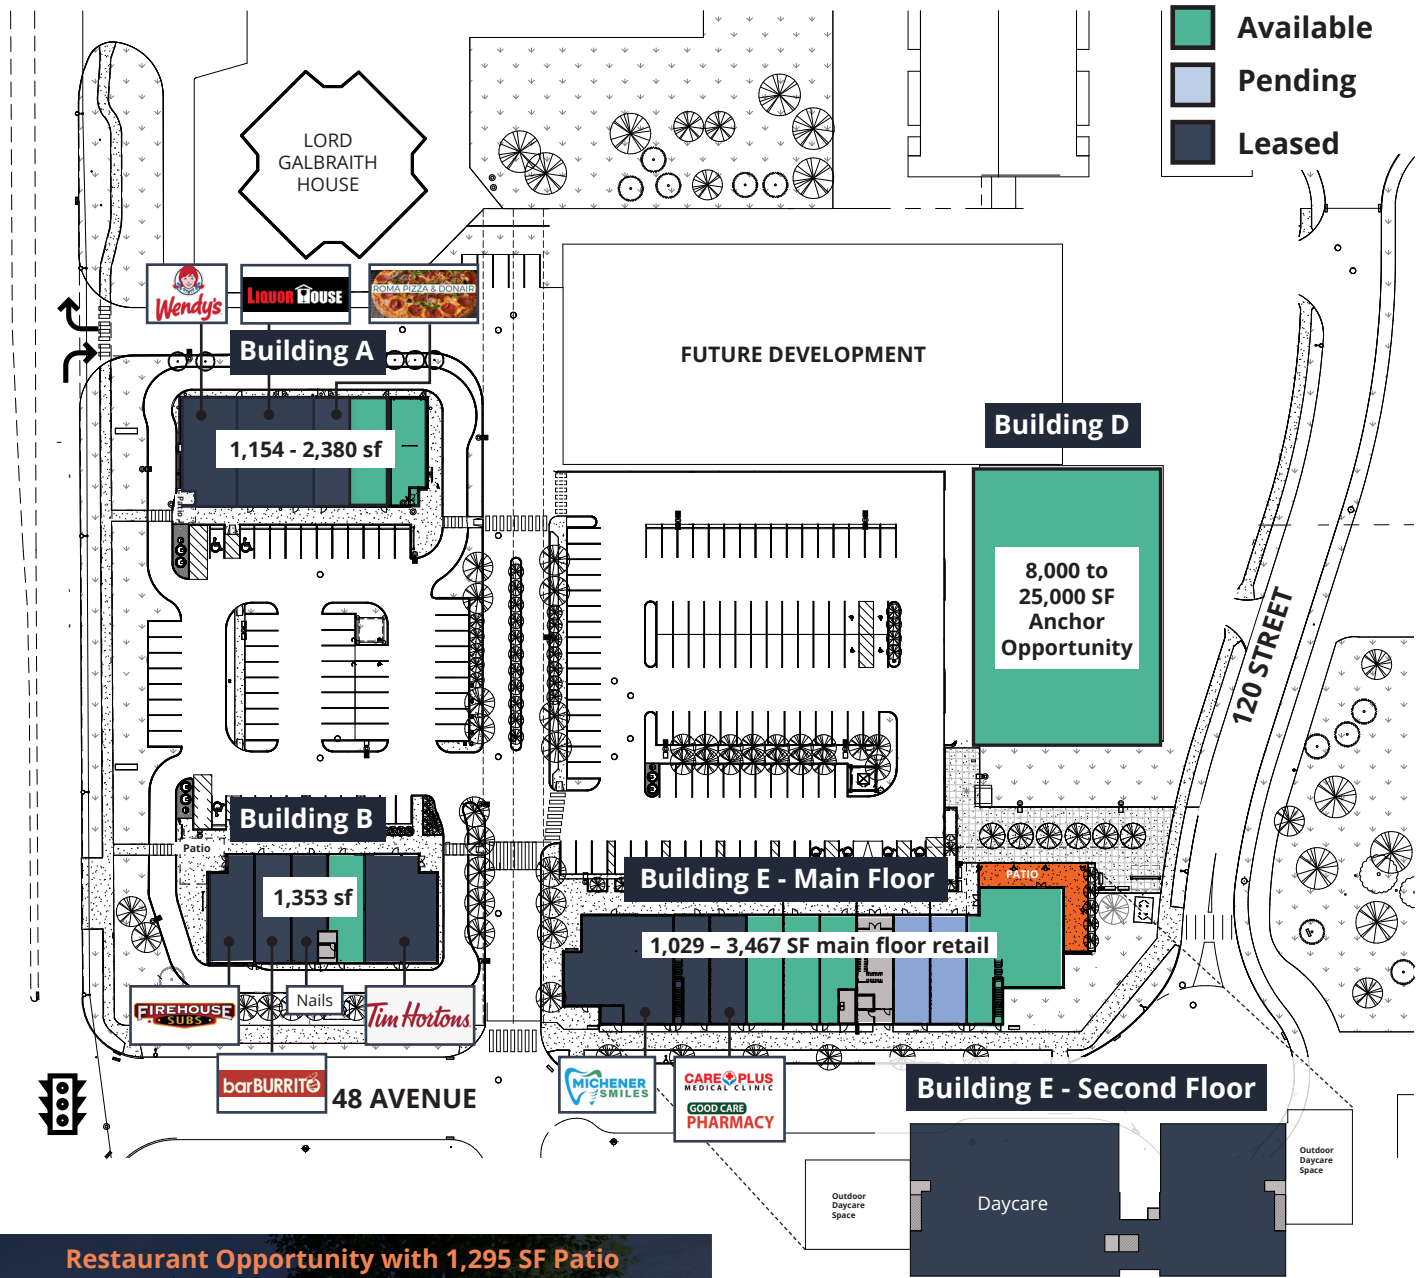 Available
Pending
Leased
LORD
GALBRAITH
HOUSE
Wendy's
LIQUOR HOUSE
ROMA PIZZA & DONAIR
Building A
FUTURE DEVELOPMENT
Building D
1,154 - 2,380 sf
Patio
8,000 to
25,000 SF
Anchor
Opportunity
120 STREET
Building B
Patio
1,353 sf
Building E - Main Floor
PATIO
1,029 – 3,467 SF main floor retail
FIREHOUSE
SUBS
Nails
Tim Hortons
barBURRITO
48 AVENUE
MICHENER
SMILES
CARE PLUS
MEDICAL CLINIC
GOOD CARE
PHARMACY
Building E - Second Floor
Outdoor
Daycare
Space
Daycare
Outdoor
Daycare
Space
Restaurant Opportunity with 1,295 SF Patio